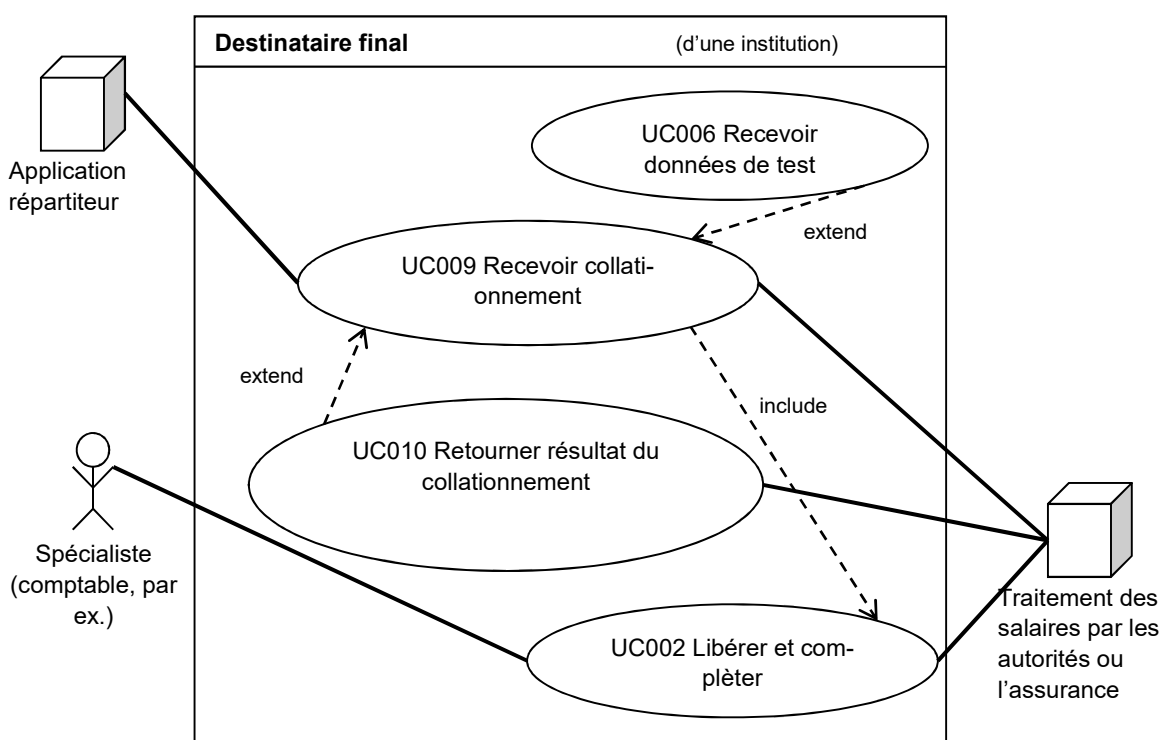 Destinataire final (d’une institution)
UC006 Recevoir
données de test
Application
répartiteur
extend
UC009 Recevoir collati-
onnement
extend
include
UC010 Retourner résultat du
collationnement
Spécialiste
(comptable, par
ex.)
Traitement des
salaires par les
autorités ou
l’assurance
UC002 Libérer et com-
plèter